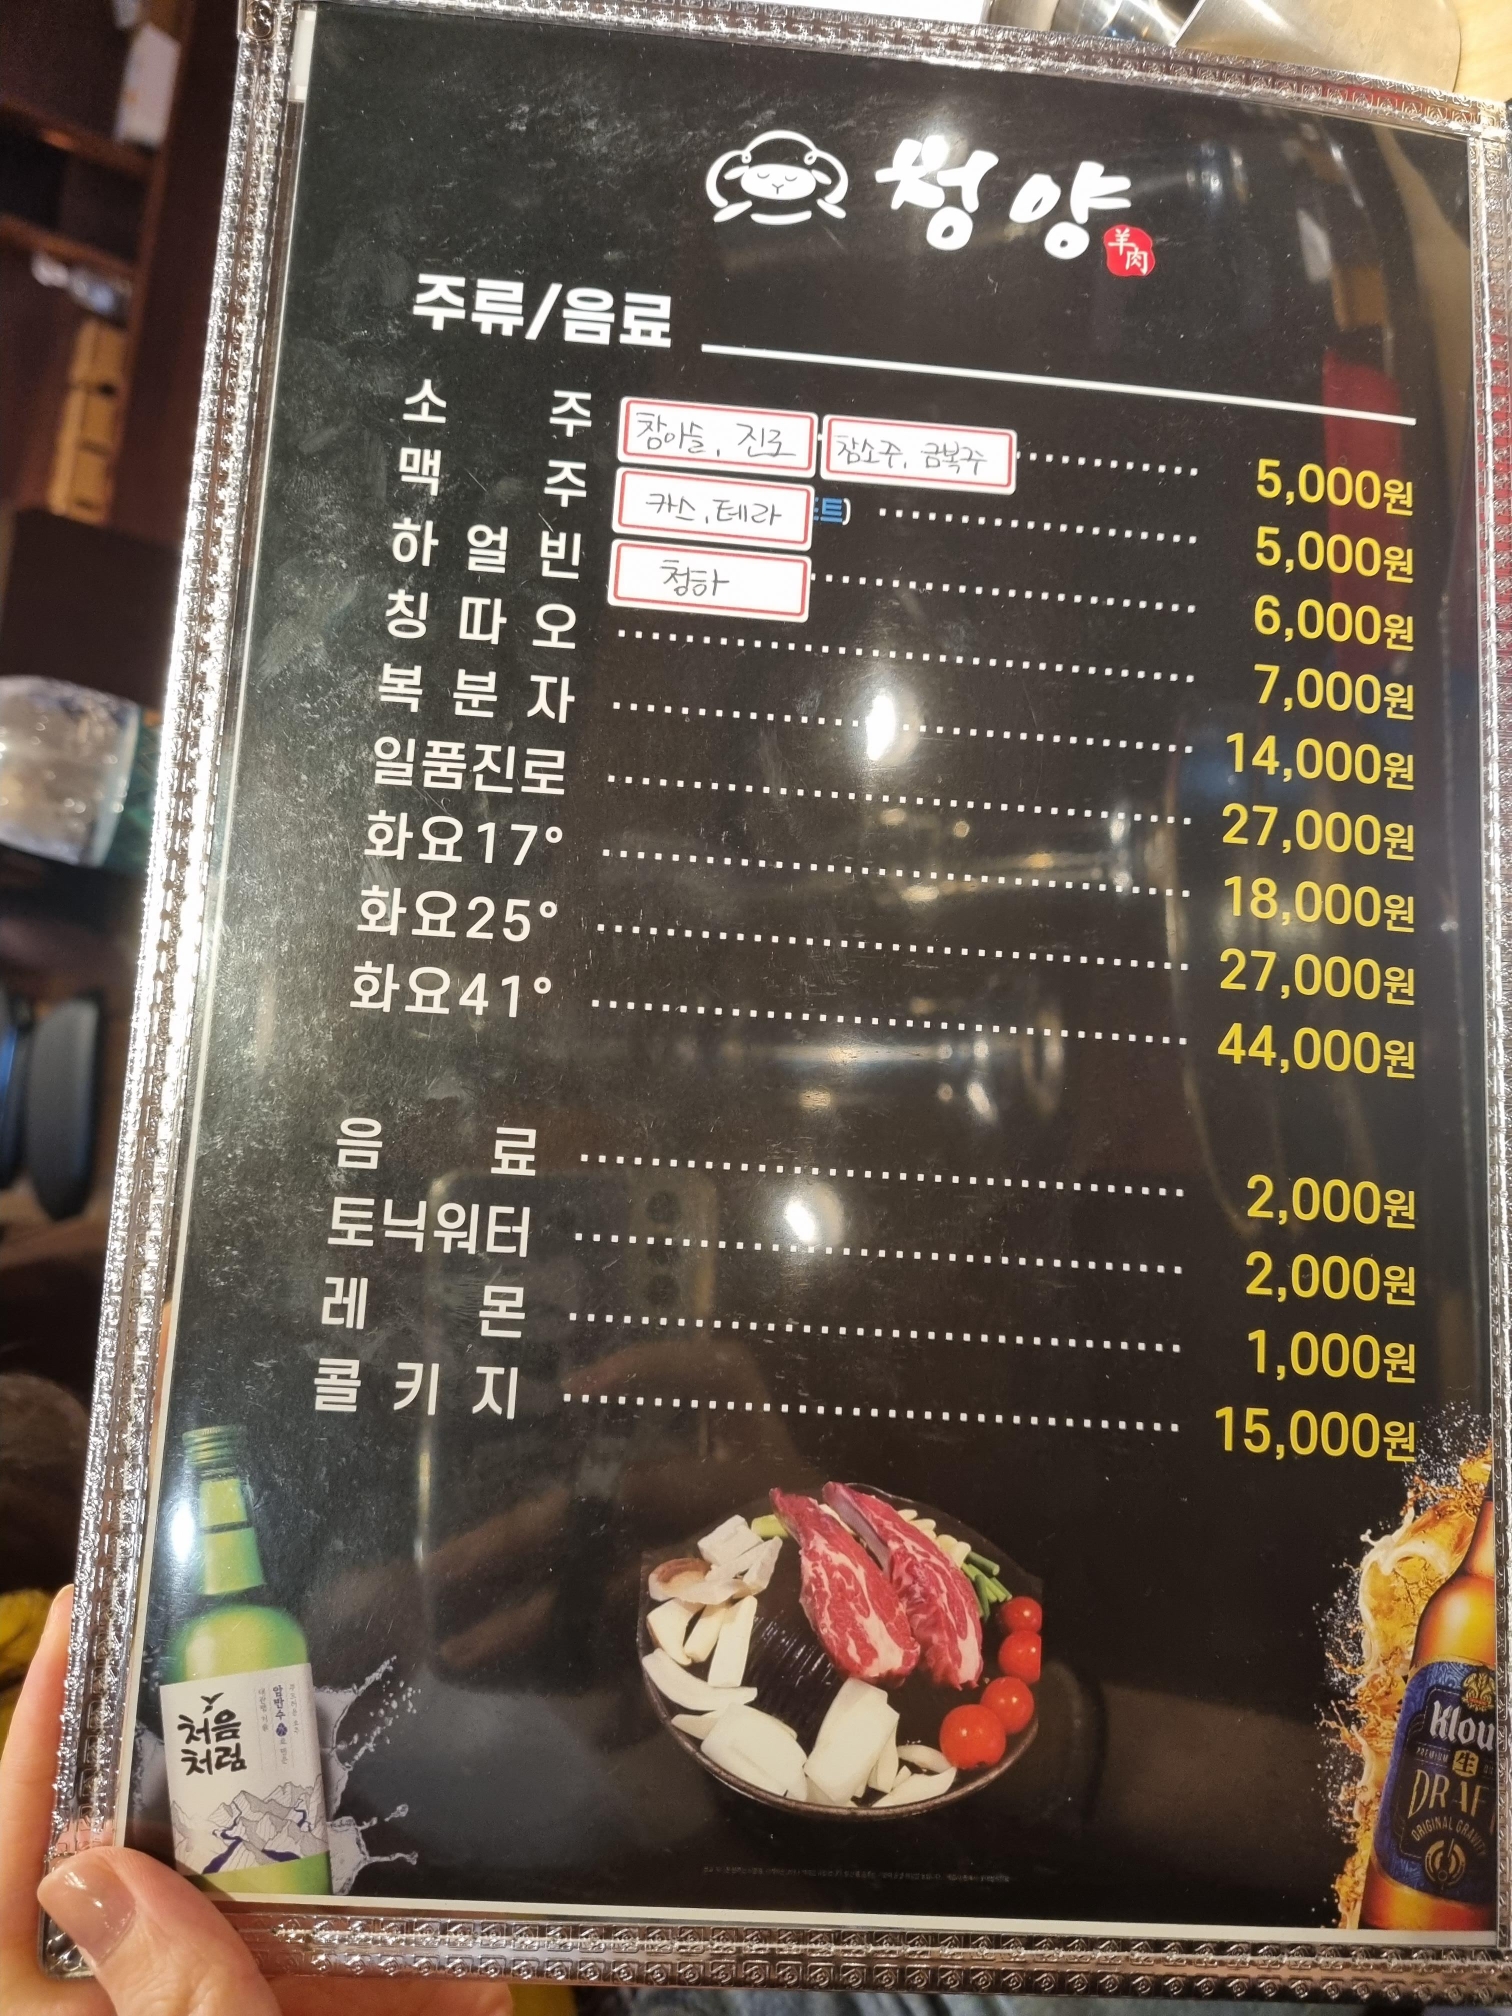 청양
羊肉
주류/음료
소 주 참이슬, 진로 참소주, 금복주 5,000원
맥 주 카스, 테라 트) 5,000원
하 얼 빈 청하 6,000원
칭 따 오 7,000원
복 분 자 14,000원
일품진로 27,000원
화요17° 18,000원
화요25° 27,000원
화요41° 44,000원
음 료 2,000원
토닉워터 2,000원
레 몬 1,000원
콜 키 지 15,000원
처음
처럼
암반수
Klou
生
DRAF
ORIGINAL GRAVITY